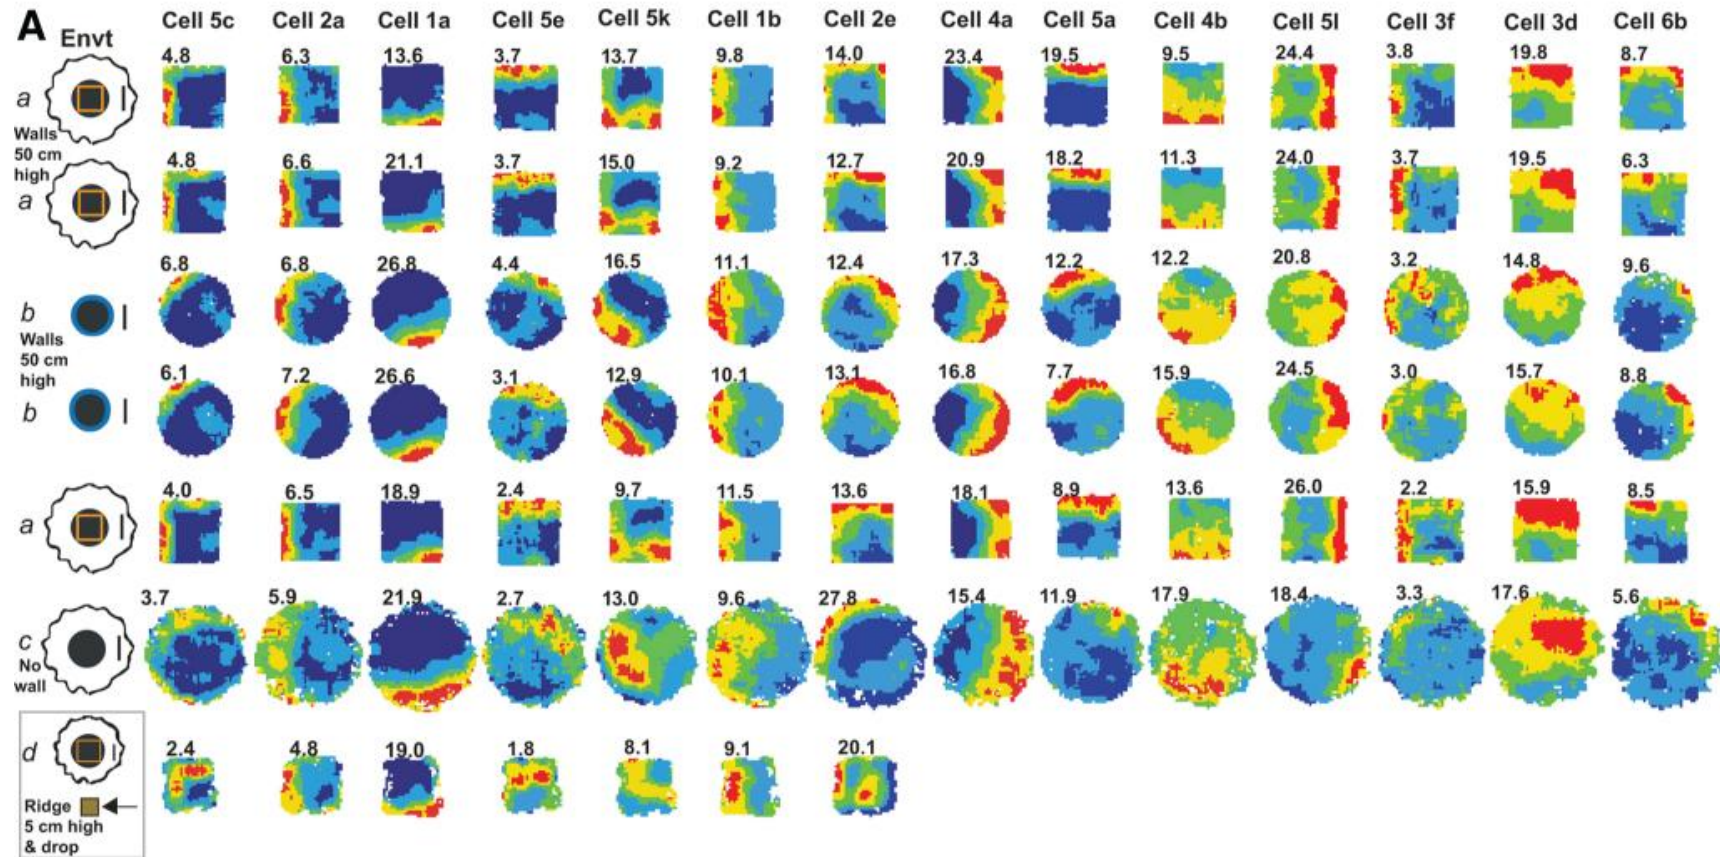 A Envt Cell 5c Cell 2a Cell 1a Cell 5e Cell 5k Cell 1b Cell 2e Cell 4a Cell 5a Cell 4b Cell 5l Cell 3f Cell 3d Cell 6b
4.8 6.3 13.6 3.7 13.7 9.8 14.0 23.4 19.5 9.5 24.4 3.8 19.8 8.7
a
Walls
50 cm
high
4.8 6.6 21.1 3.7 15.0 9.2 12.7 20.9 18.2 11.3 24.0 3.7 19.5 6.3
a
6.8 6.8 26.8 4.4 16.5 11.1 12.4 17.3 12.2 12.2 20.8 3.2 14.8 9.6
b
Walls
50 cm
high
6.1 7.2 26.6 3.1 12.9 10.1 13.1 16.8 7.7 15.9 24.5 3.0 15.7 8.8
b
4.0 6.5 18.9 2.4 9.7 11.5 13.6 18.1 8.9 13.6 26.0 2.2 15.9 8.5
a
3.7 5.9 21.9 2.7 13.0 9.6 27.8 15.4 11.9 17.9 18.4 3.3 17.6 5.6
c
No
wall
2.4 4.8 19.0 1.8 8.1 9.1 20.1
d
Ridge
5 cm high
& drop